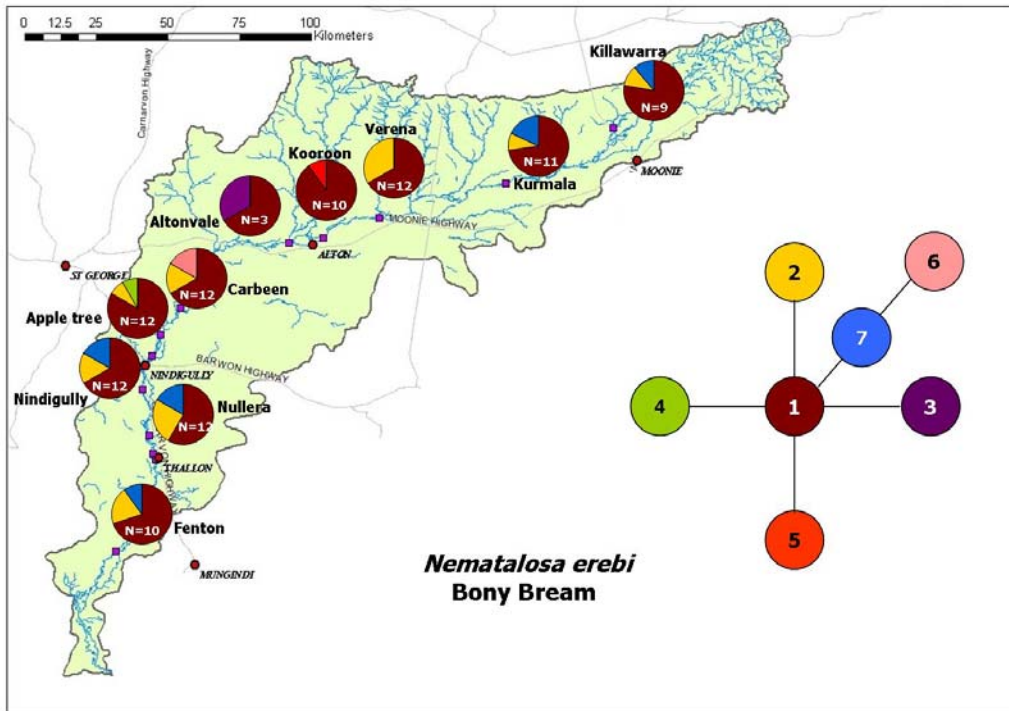 0 12.5 25 50 75 100
Kilometers
Carnarvon Highway
Killawarra
N=9
Verena
N=12
Kooroon
N=10
N=11
Kurmala
MOONIE
Altonvale
N=3
MOONIE HIGHWAY
ALTON
ST GEORGE
N=12
Carbeen
Apple tree
N=12
BARWON HIGHWAY
NINDIGULLY
Nindigully
N=12
Nullera
N=12
THALLON
HIGHWAY
N=10
Fenton
MUNGINDI
2
6
7
4
1
3
5
Nematalosa erebi
Bony Bream